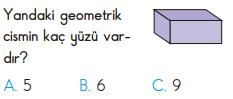 Yandaki geometrik
cismin kaç yüzü var-
dır?
A. 5 B. 6 C. 9